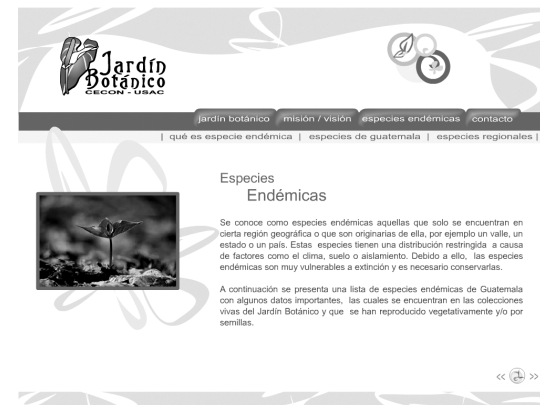 Jardín
Botánico
CECON - USAC
jardín botánico misión / visión especies endémicas contacto
| qué es especie endémica | especies de guatemala | especies regionales |
Especies
Endémicas
Se conoce como especies endémicas aquellas que solo se encuentran en
cierta región geográfica o que son originarias de ella, por ejemplo un valle, un
estado o un país. Estas especies tienen una distribución restringida a causa
de factores como el clima, suelo o aislamiento. Debido a ello, las especies
endémicas son muy vulnerables a extinción y es necesario conservarlas.
A continuación se presenta una lista de especies endémicas de Guatemala
con algunos datos importantes, las cuales se encuentran en las colecciones
vivas del Jardín Botánico y que se han reproducido vegetativamente y/o por
semillas.
<< >>